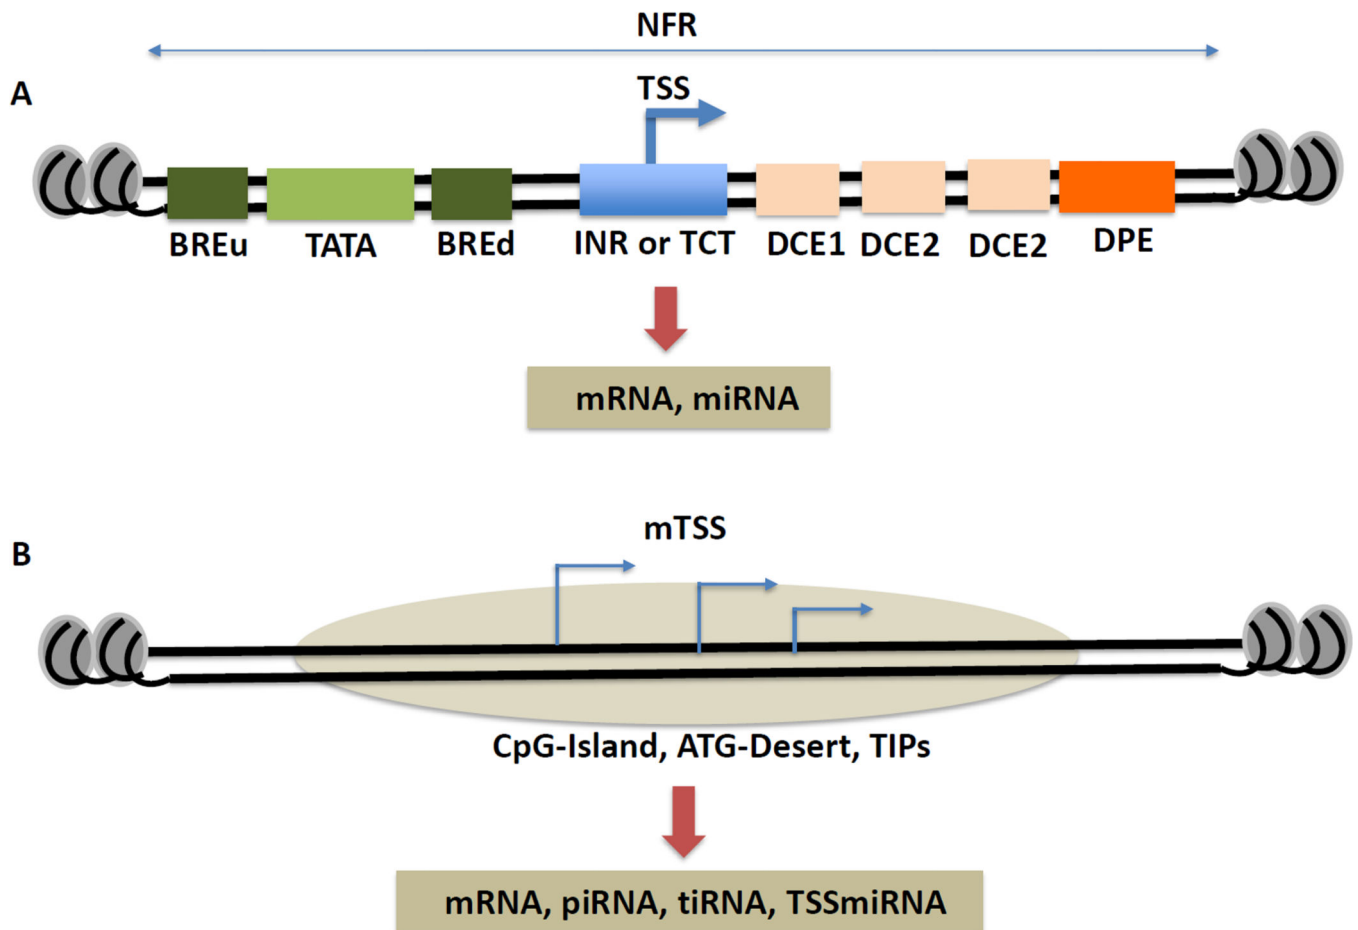 NFR
A
TSS
BREu TATA BREd INR or TCT DCE1 DCE2 DCE2 DPE
mRNA, miRNA
mTSS
B
CpG-Island, ATG-Desert, TIPs
mRNA, piRNA, tiRNA, TSSmiRNA